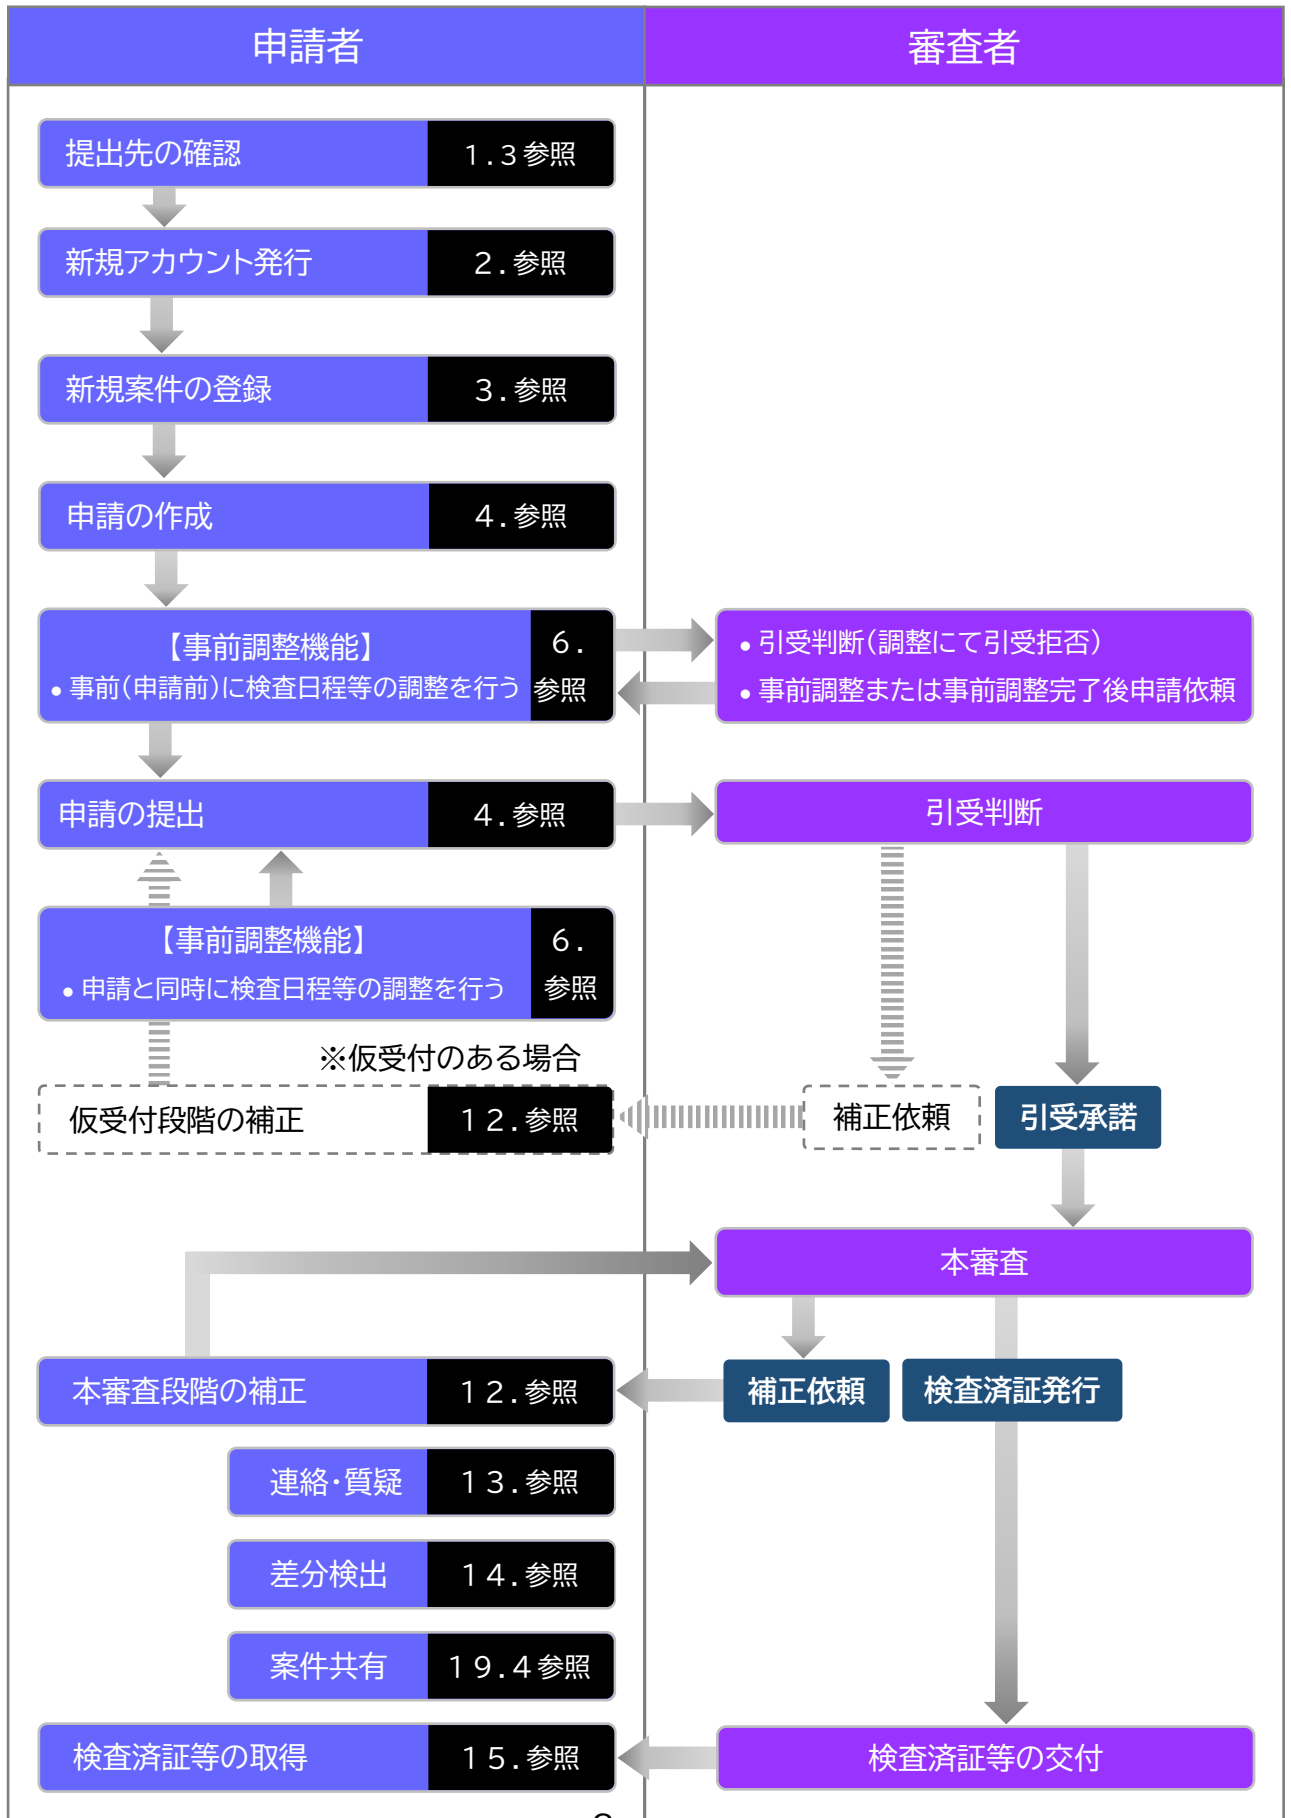 申請者
審査者
提出先の確認
1.3参照
新規アカウント発行
2.参照
新規案件の登録
3.参照
申請の作成
4.参照
【事前調整機能】
• 事前(申請前)に検査日程等の調整を行う
6.
参照
• 引受判断(調整にて引受拒否)
• 事前調整または事前調整完了後申請依頼
申請の提出
4.参照
引受判断
【事前調整機能】
• 申請と同時に検査日程等の調整を行う
6.
参照
※仮受付のある場合
仮受付段階の補正
12.参照
補正依頼
引受承諾
本審査
本審査段階の補正
12.参照
補正依頼
検査済証発行
連絡・質疑
13.参照
差分検出
14.参照
案件共有
19.4参照
検査済証等の取得
15.参照
検査済証等の交付